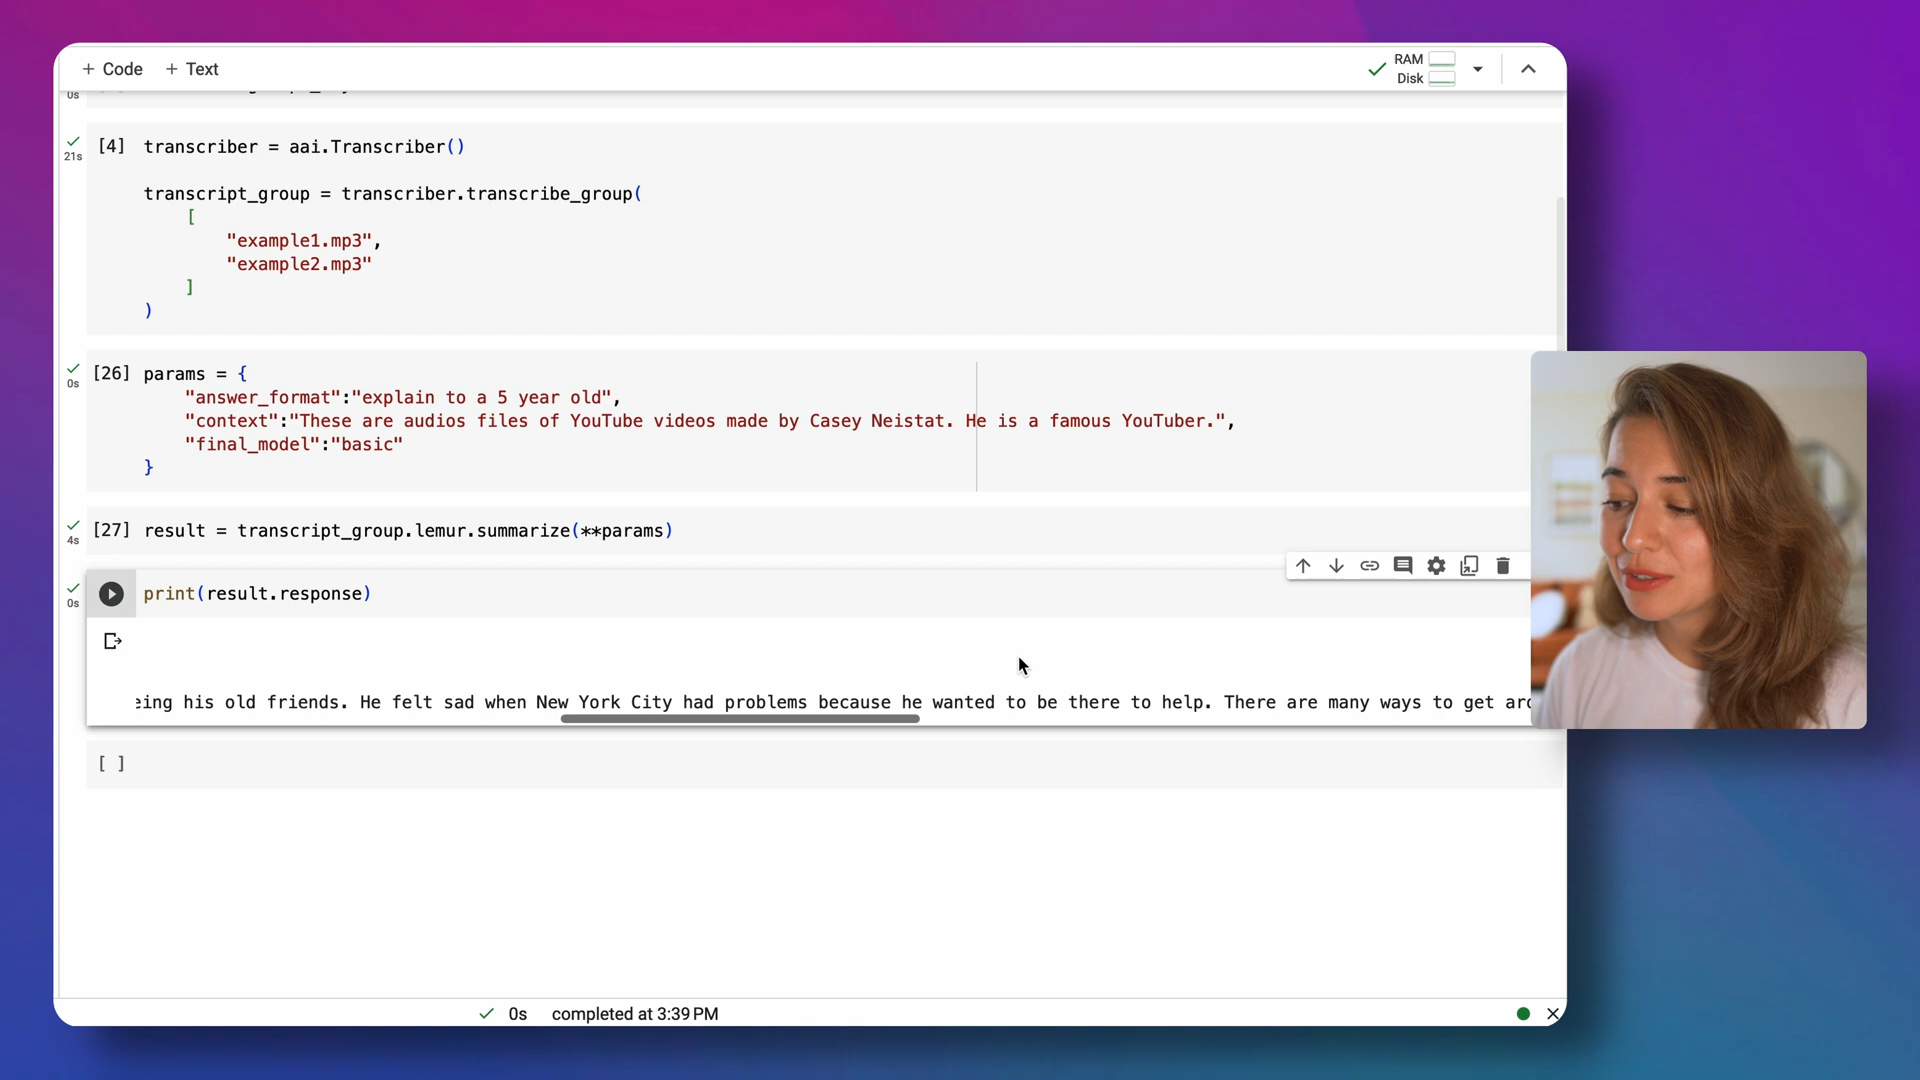 + Code + Text
RAM
Disk
0s
[4] transcriber = aai.Transcriber()
21s
transcript_group = transcriber.transcribe_group(
[
"example1.mp3",
"example2.mp3"
]
)
[26] params = {
0s
"answer_format":"explain to a 5 year old",
"context":"These are audios files of YouTube videos made by Casey Neistat. He is a famous YouTuber.",
"final_model":"basic"
}
[27] result = transcript_group.lemur.summarize(**params)
4s
print(result.response)
0s
eing his old friends. He felt sad when New York City had problems because he wanted to be there to help. There are many ways to get aro
[ ]
0s completed at 3:39 PM